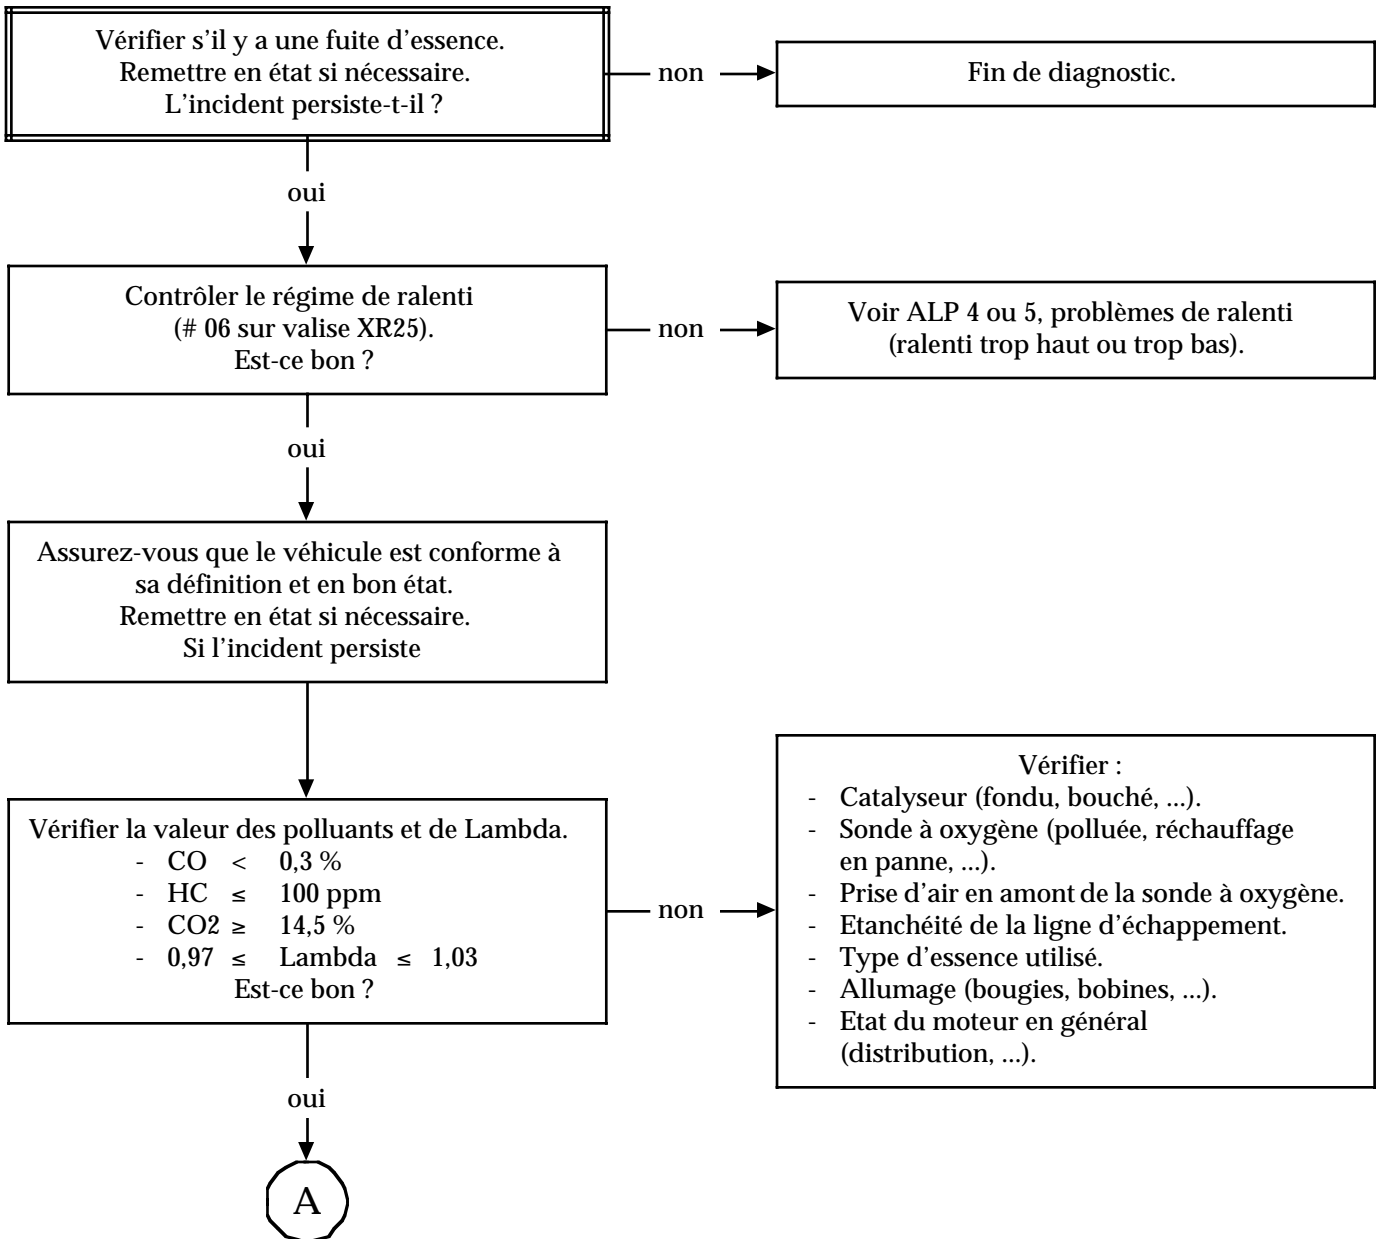 Vérifier s'il y a une fuite d'essence.
Remettre en état si nécessaire.
L'incident persiste-t-il ?
non
Fin de diagnostic.
oui
Contrôler le régime de ralenti
(# 06 sur valise XR25).
Est-ce bon ?
non
Voir ALP 4 ou 5, problèmes de ralenti
(ralenti trop haut ou trop bas).
oui
Assurez-vous que le véhicule est conforme à
sa définition et en bon état.
Remettre en état si nécessaire.
Si l'incident persiste
Vérifier la valeur des polluants et de Lambda.
- CO < 0,3 %
- HC ≤ 100 ppm
- CO2 ≥ 14,5 %
- 0,97 ≤ Lambda ≤ 1,03
Est-ce bon ?
non
Vérifier :
- Catalyseur (fondu, bouché, ...).
- Sonde à oxygène (polluée, réchauffage
en panne, ...).
- Prise d'air en amont de la sonde à oxygène.
- Etanchéité de la ligne d'échappement.
- Type d'essence utilisé.
- Allumage (bougies, bobines, ...).
- Etat du moteur en général
(distribution, ...).
oui
A